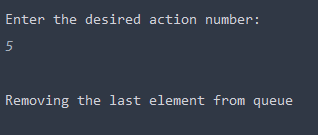 Enter the desired action number:
5
Removing the last element from queue